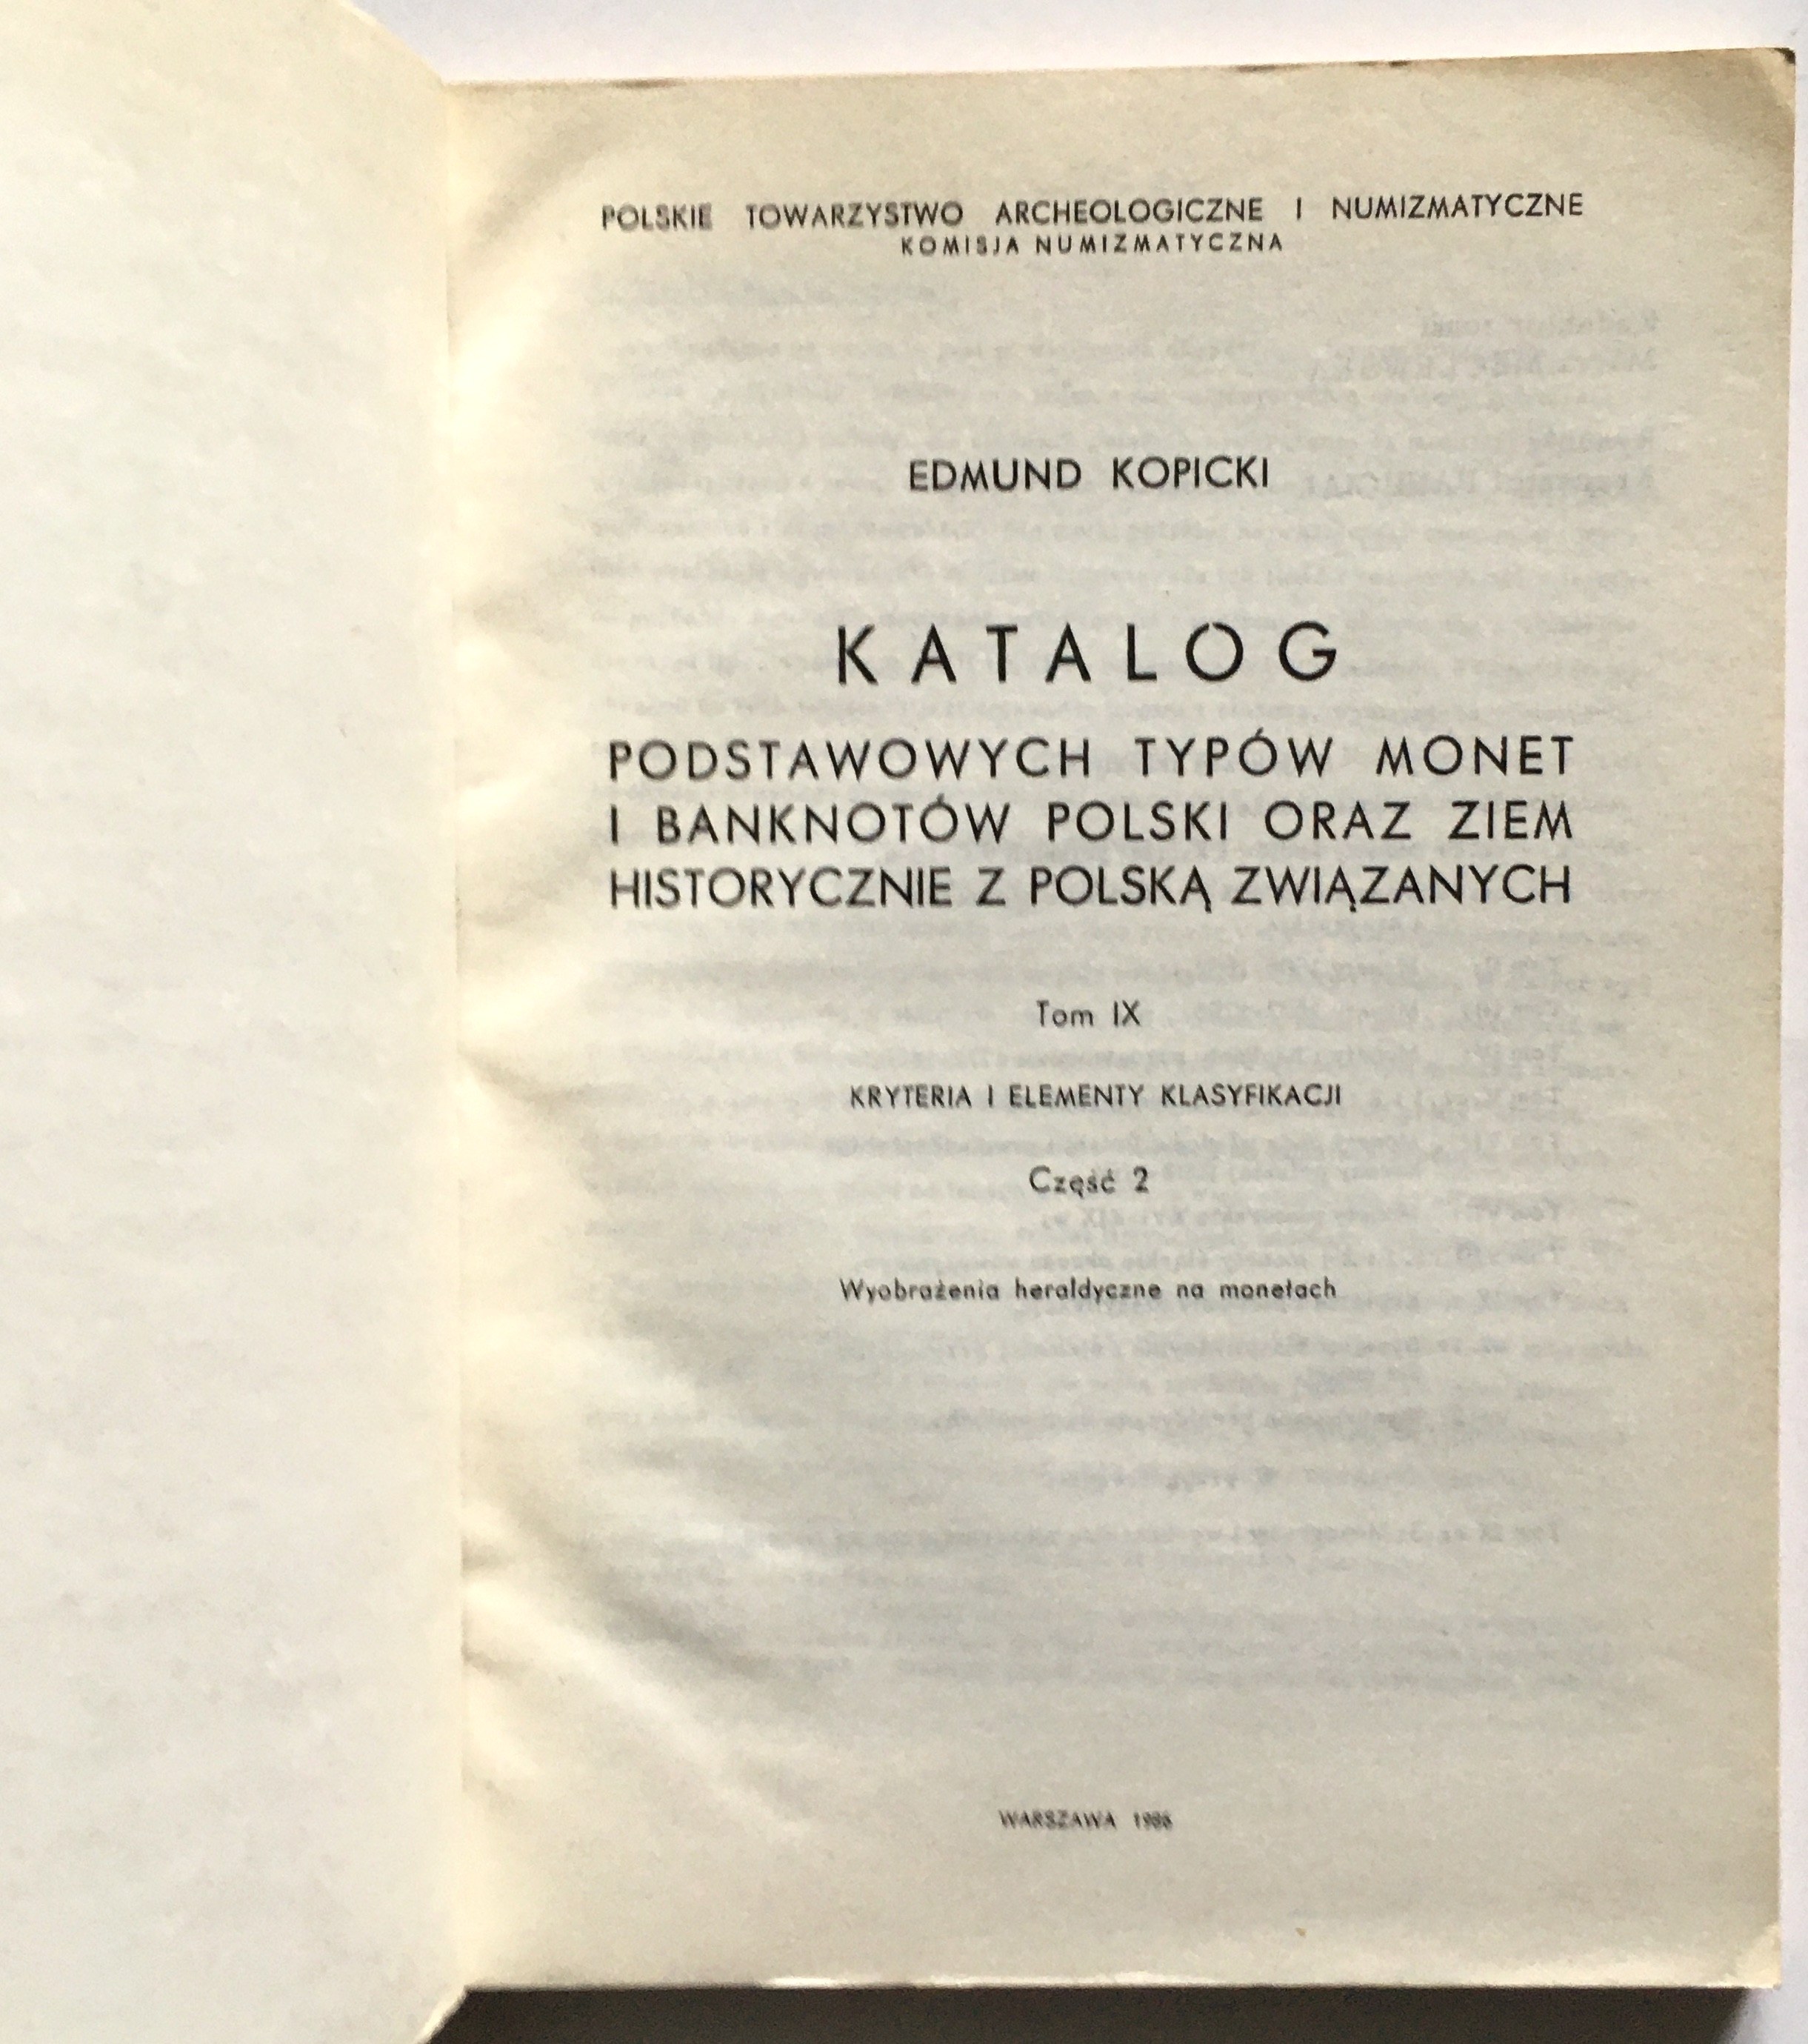 POLSKIE TOWARZYSTWO ARCHEOLOGICZNE I NUMIZMATYCZNE
KOMISJA NUMIZMATYCZNA
EDMUND KOPICKI
KATALOG
PODSTAWOWYCH TYPÓW MONET
I BANKNOTÓW POLSKI ORAZ ZIEM
HISTORYCZNIE Z POLSKĄ ZWIĄZANYCH
Tom IX
KRYTERIA I ELEMENTY KLASYFIKACJI
Część 2
Wyobrażenia heraldyczne na monetach
WARSZAWA 1986